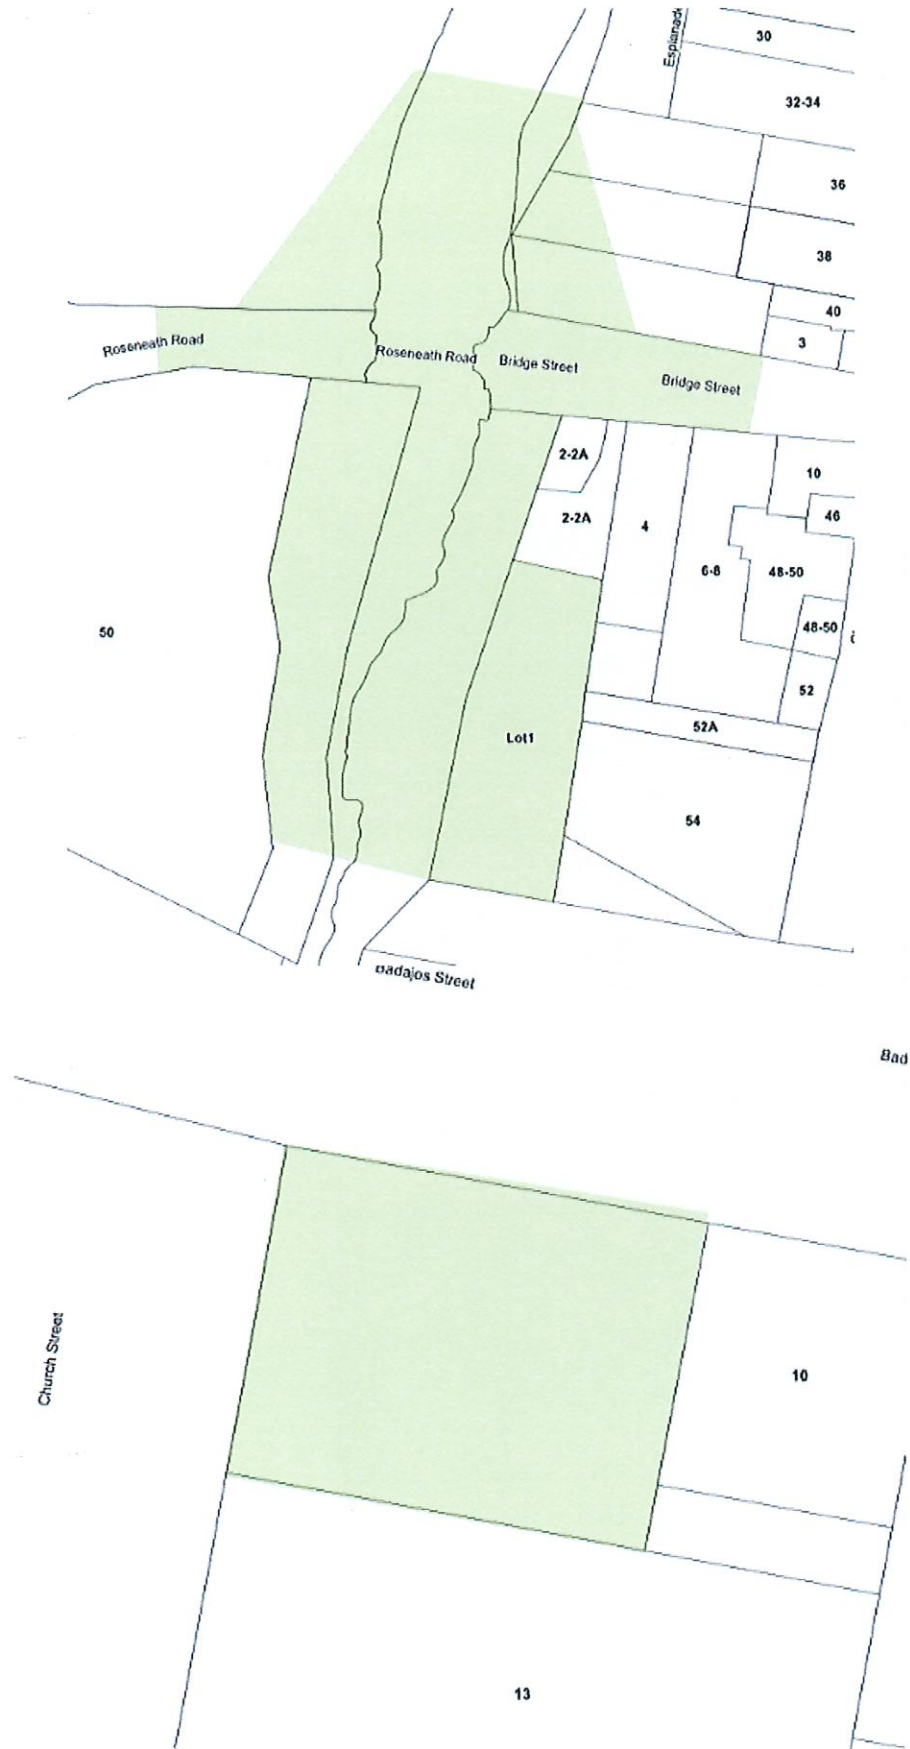 Esplanade
30
32-34
36
38
40
3
Roseneath Road
Roseneath Road
Bridge Street
Bridge Street
2-2A
10
46
2-2A
4
6-8
48-50
48-50
50
52
52A
Lot1
54
Badajos Street
Bad
Church Street
10
13